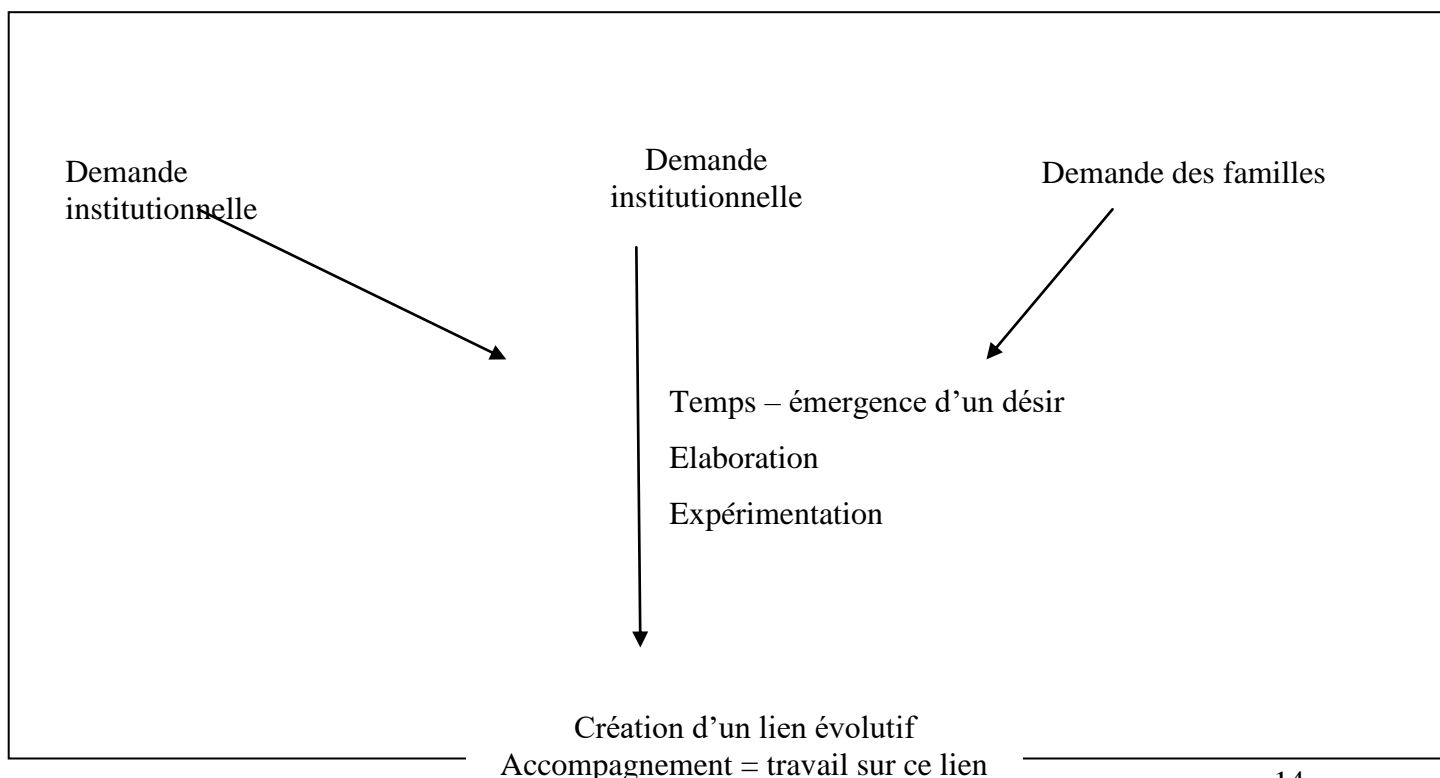 Demande
institutionnelle
Demande
institutionnelle
Demande des familles
Temps – émergence d’un désir
Elaboration
Expérimentation
Création d’un lien évolutif
Accompagnement = travail sur ce lien
14